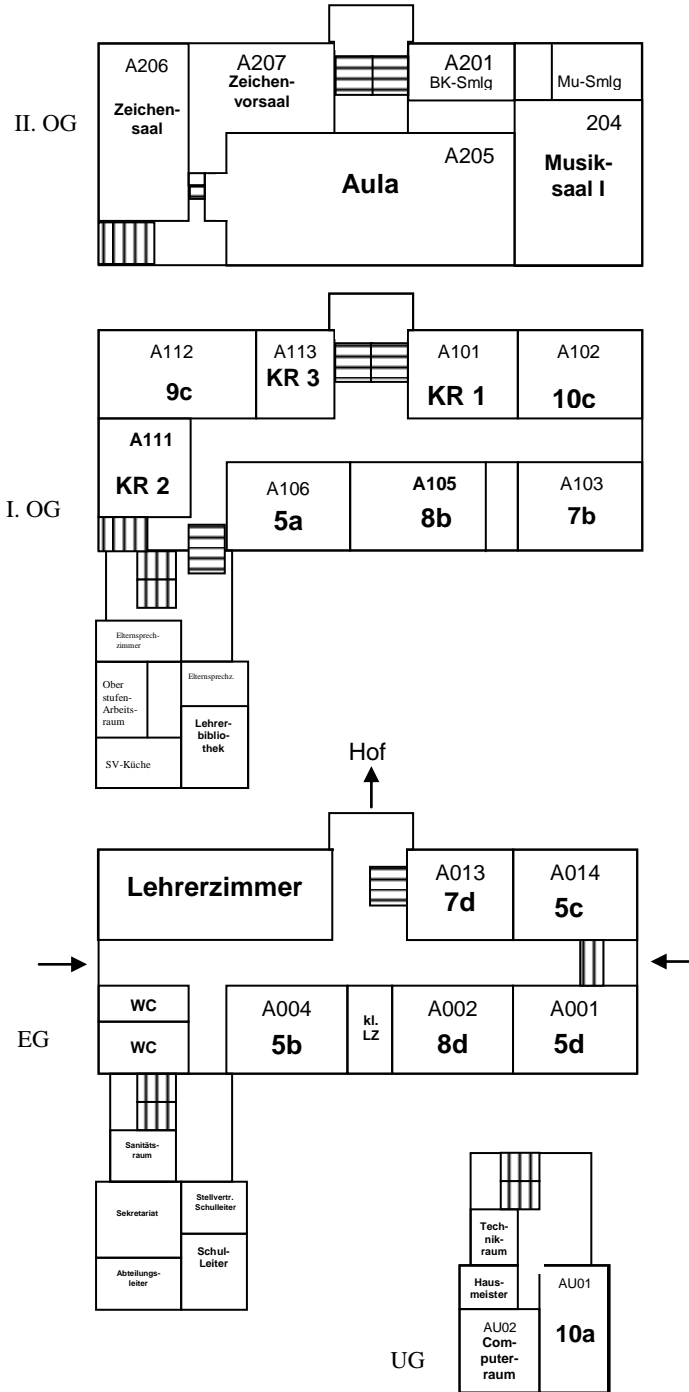 A206
Zeichen-
saal
A207
Zeichen-
vorsaal
A201
BK-Smlg
Mu-Smlg
II. OG
A205
Aula
204
Musik-
saal I
A112
9c
A113
KR 3
A101
KR 1
A102
10c
A111
KR 2
I. OG
A106
5a
A105
8b
A103
7b
Elternsprech-
zimmer
Ober
stufen-
Arbeits-
raum
Elternsprechz.
Lehrer-
biblio-
thek
SV-Küche
Hof
Lehrerzimmer
A013
7d
A014
5c
WC
WC
EG
A004
5b
kl.
LZ
A002
8d
A001
5d
Sanitäts-
raum
Sekretariat
Stellvertr.
Schulleiter
Schul-
Leiter
Abteilungs-
leiter
Tech-
nik-
raum
Haus-
meister
AU01
10a
AU02
Com-
puter-
raum
UG